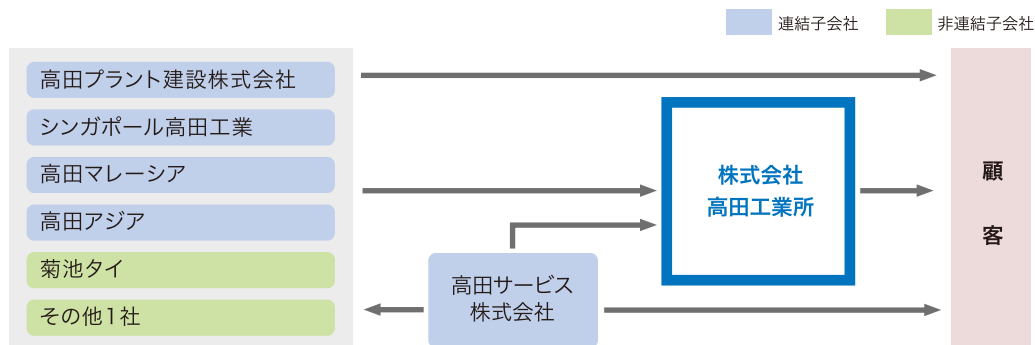 連結子会社
非連結子会社
高田プラント建設株式会社
シンガポール高田工業
高田マレーシア
高田アジア
菊池タイ
その他1社
株式会社
高田工業所
高田サービス
株式会社
顧
客